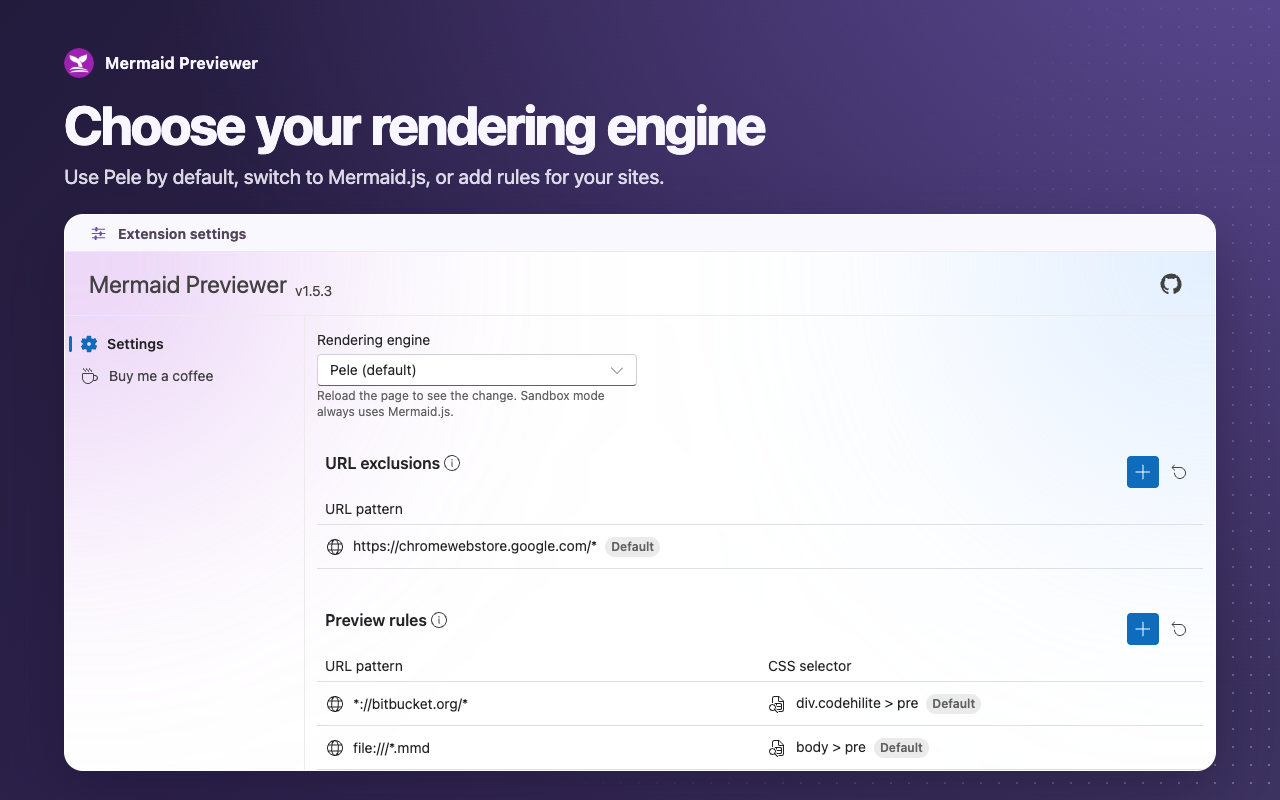 Mermaid Previewer
Choose your rendering engine
Use Pele by default, switch to Mermaid.js, or add rules for your sites.
Extension settings
Mermaid Previewer v1.5.3
Settings
Buy me a coffee
Rendering engine
Pele (default)
Reload the page to see the change. Sandbox mode
always uses Mermaid.js.
URL exclusions
URL pattern
https://chromewebstore.google.com/* Default
Preview rules
URL pattern CSS selector
*://bitbucket.org/* div.codehilite > pre Default
file:///*.mmd body > pre Default